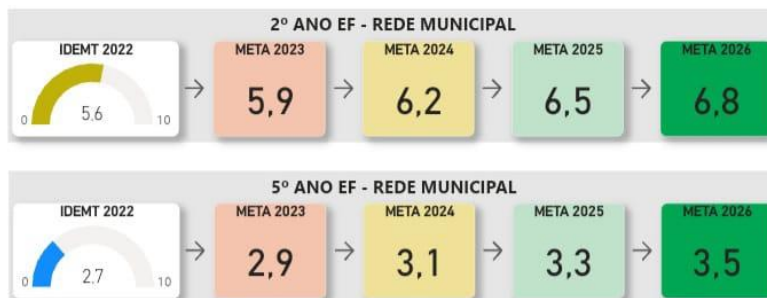 2º ANO EF - REDE MUNICIPAL
IDEMT 2022 META 2023 META 2024 META 2025 META 2026
5,9 6,2 6,5 6,8
5.6
0 10
5º ANO EF - REDE MUNICIPAL
IDEMT 2022 META 2023 META 2024 META 2025 META 2026
2,9 3,1 3,3 3,5
2.7
0 10